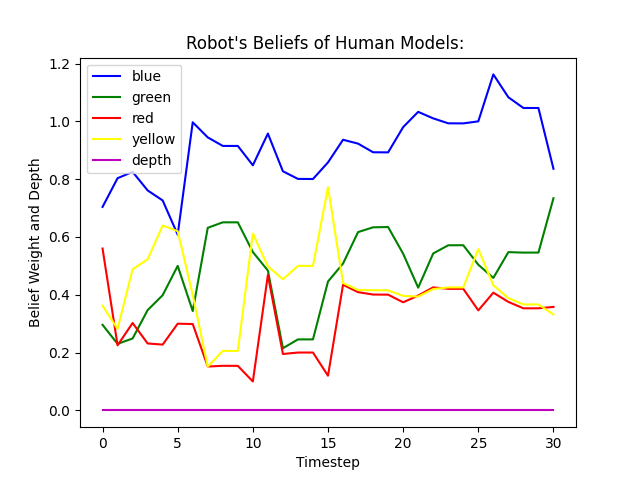 Robot's Beliefs of Human Models:
1.2
1.0
0.8
0.6
0.4
0.2
0.0
Belief Weight and Depth
blue
green
red
yellow
depth
0 5 10 15 20 25 30
Timestep